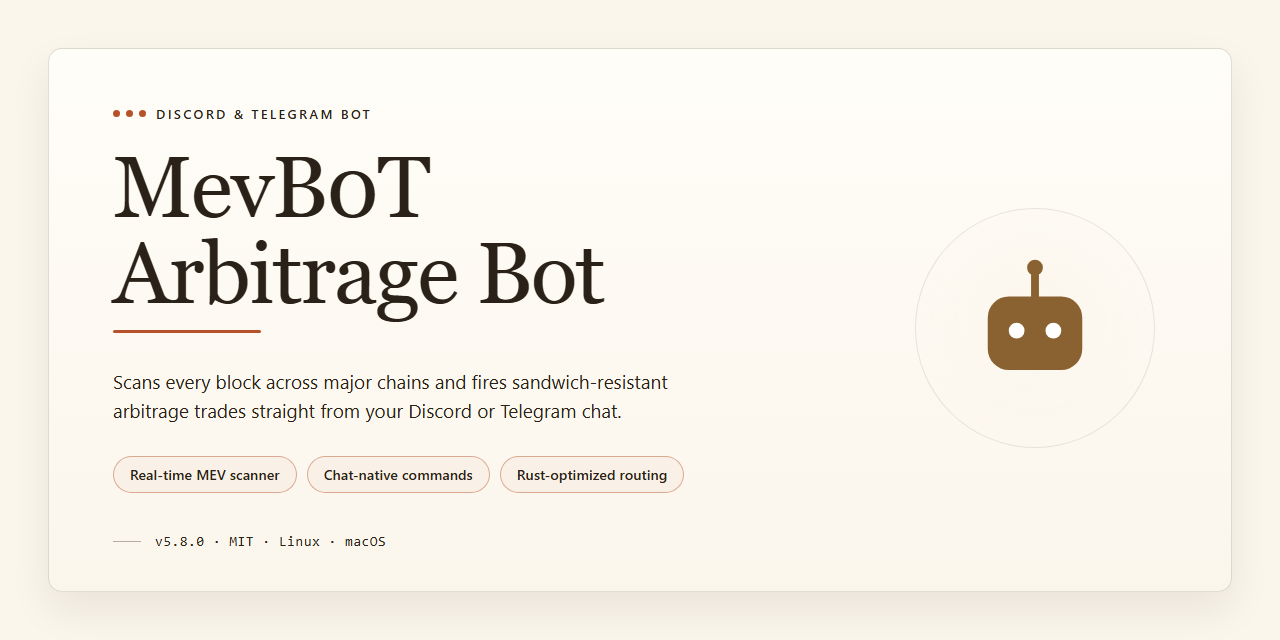 DISCORD & TELEGRAM BOT
MevBoT
Arbitrage Bot
Scans every block across major chains and fires sandwich-resistant
arbitrage trades straight from your Discord or Telegram chat.
Real-time MEV scanner
Chat-native commands
Rust-optimized routing
v5.8.0 · MIT · Linux · macOS